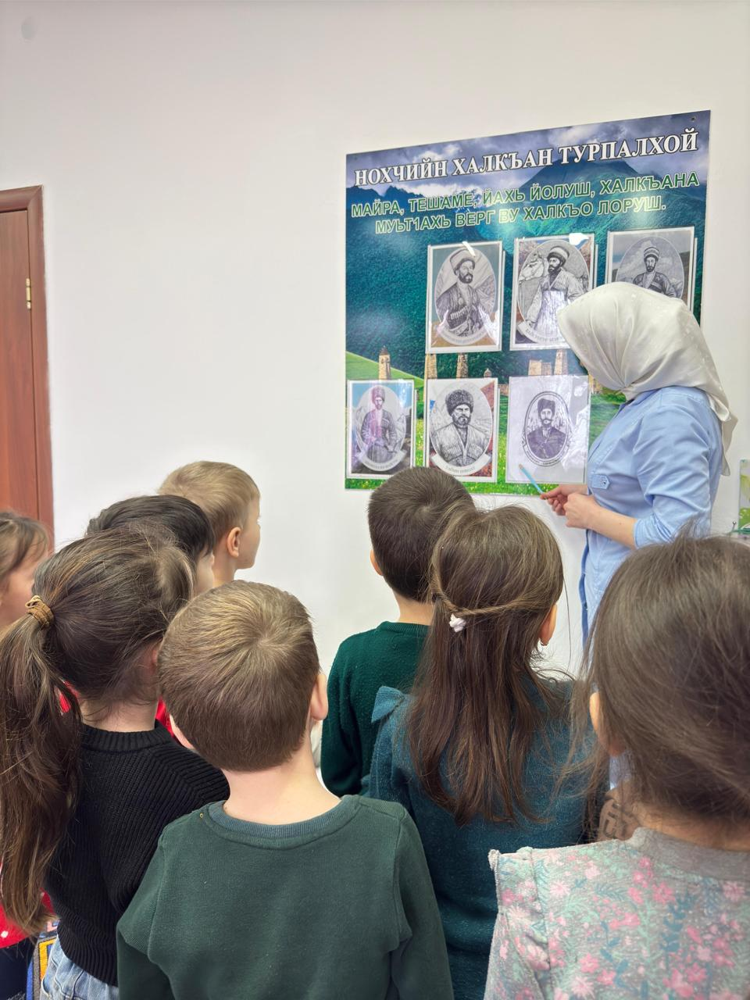 НОХЧИЙН ХАЛКЪАН ТУРПАЛХОЙ
МАЙРА, ТЕШАМЕ, ЙАХЬ ЙОЛУШ, ХАЛКЪАНА
МУЬТ1АХЬ ВЕРГ ВУ ХАЛКЪО ЛОРУШ.